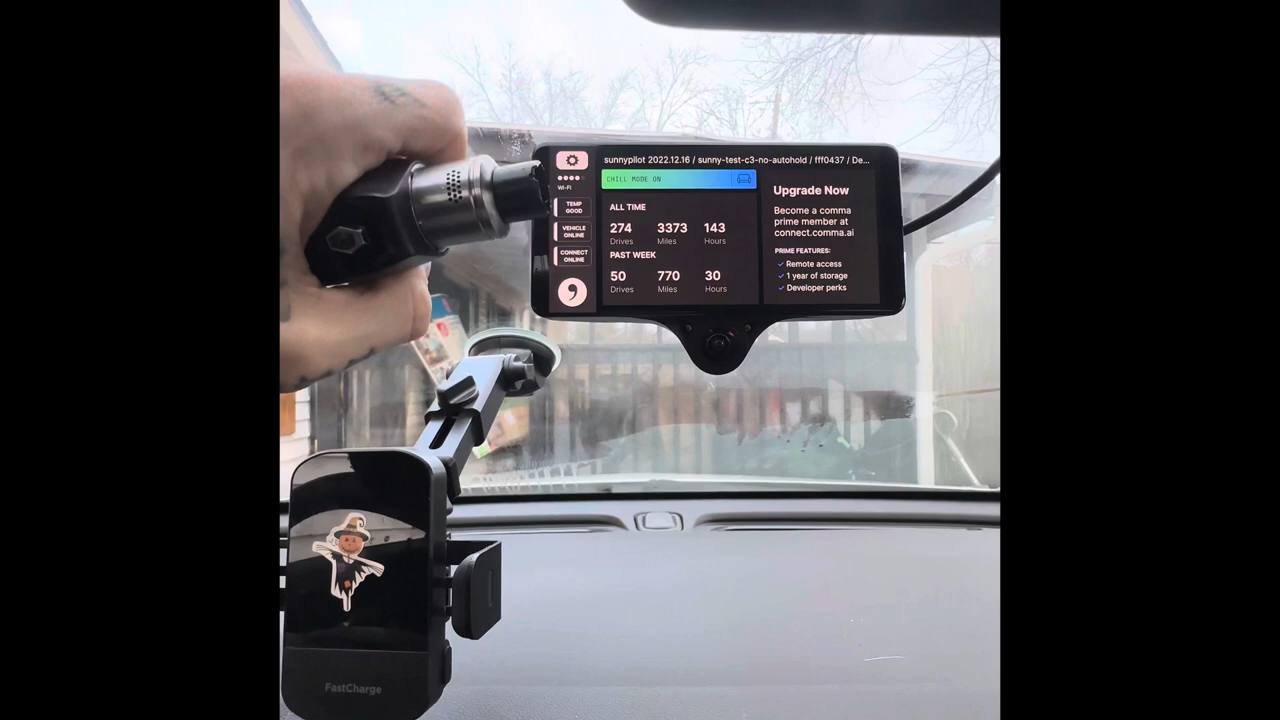 sunnypilot 2022.12.16 / sunny-test-c3-no-autohold / fff0437 / De...
WI-FI
TEMP
GOOD
VEHICLE
ONLINE
CONNECT
ONLINE
CHILL MODE ON
ALL TIME
274 3373 143
Drives Miles Hours
PAST WEEK
50 770 30
Drives Miles Hours
Upgrade Now
Become a comma
prime member at
connect.comma.ai
PRIME FEATURES:
✓ Remote access
✓ 1 year of storage
✓ Developer perks
FastCharge